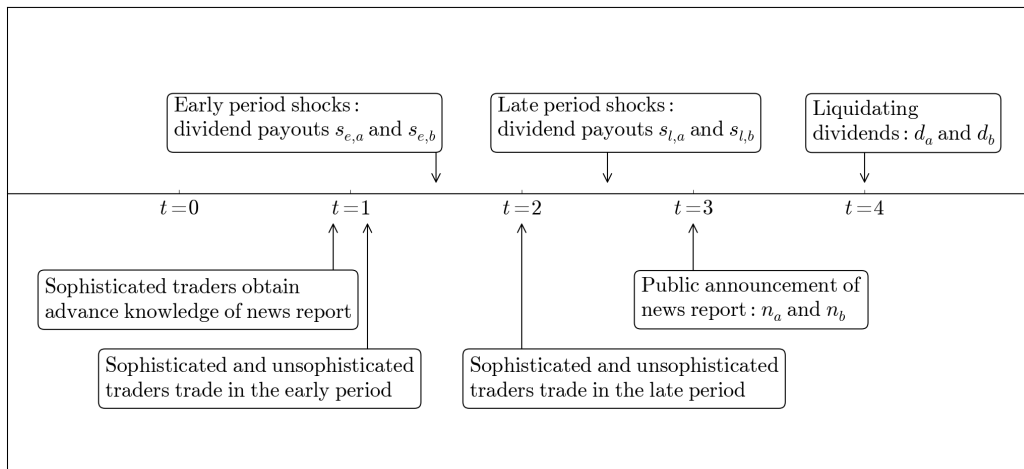 Early period shocks:
dividend payouts s_{e,a} and s_{e,b}
Late period shocks:
dividend payouts s_{l,a} and s_{l,b}
Liquidating
dividends: d_a and d_b
t=0
t=1
t=2
t=3
t=4
Sophisticated traders obtain
advance knowledge of news report
Public announcement of
news report: n_a and n_b
Sophisticated and unsophisticated
traders trade in the early period
Sophisticated and unsophisticated
traders trade in the late period